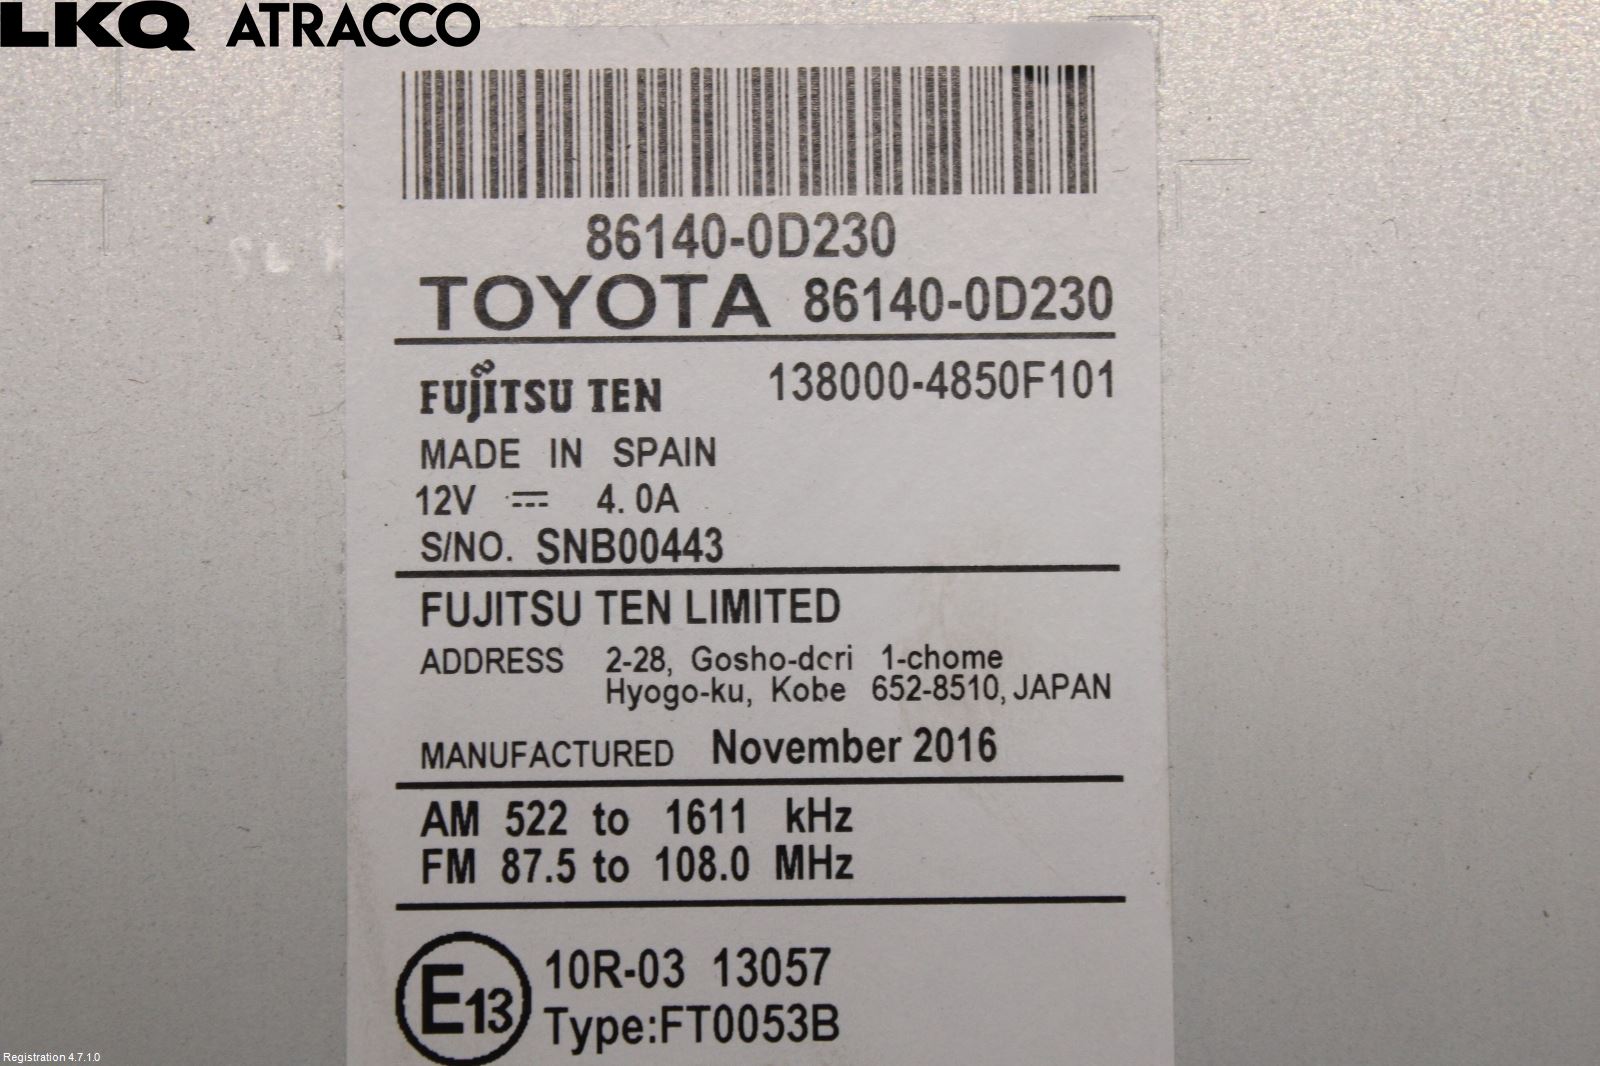 LKQ ATRACCO
86140-0D230
TOYOTA 86140-0D230
FUJITSU TEN 138000-4850F101
MADE IN SPAIN
12V ⎓ 4.0A
S/NO. SNB00443
FUJITSU TEN LIMITED
ADDRESS 2-28, Gosho-dori 1-chome
Hyogo-ku, Kobe 652-8510, JAPAN
MANUFACTURED November 2016
AM 522 to 1611 kHz
FM 87.5 to 108.0 MHz
E13 10R-03 13057
Type:FT0053B
Registration 4.7.1.0